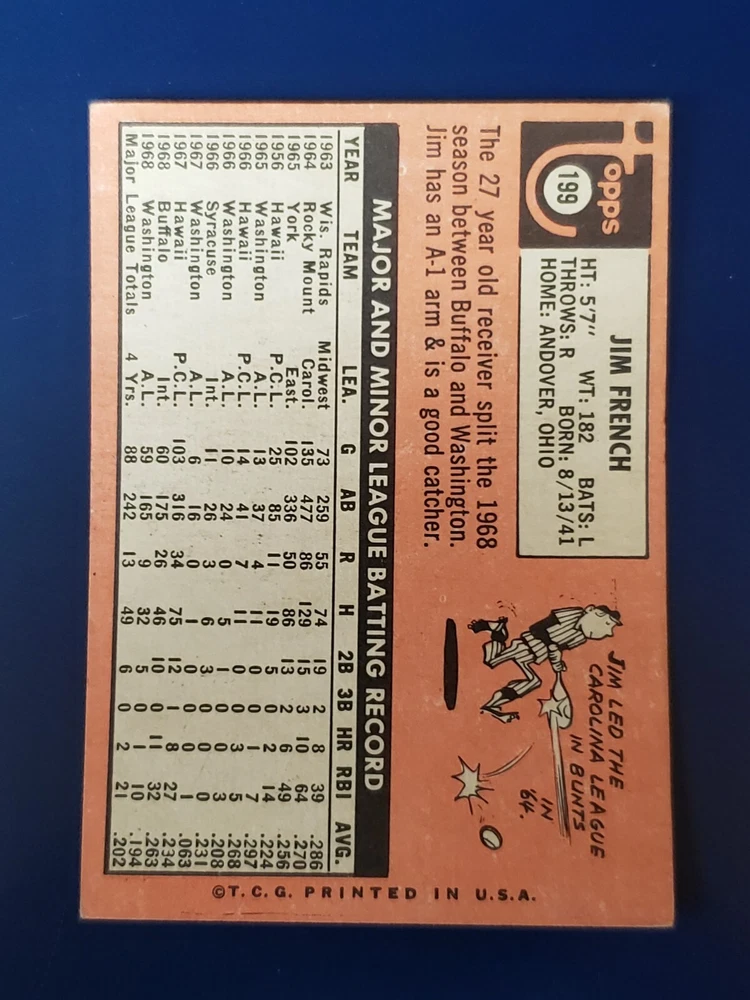 Topps
199
JIM FRENCH
HT: 5'7" WT: 182 BATS: L
THROWS: R BORN: 8/13/41
HOME: ANDOVER, OHIO
The 27 year old receiver split the 1968
season between Buffalo and Washington.
Jim has an A-1 arm & is a good catcher.
JIM LED THE
CAROLINA LEAGUE
IN BUNTS
IN
'64.
MAJOR AND MINOR LEAGUE BATTING RECORD
YEAR TEAM LEA. G AB R H 2B 3B HR RBI AVG.
1963 Wis. Rapids Midwest 73 259 55 74 19 2 8 39 .286
1964 Rocky Mount Carol. 135 477 86 129 15 3 10 64 .270
1965 York East. 102 336 50 86 13 2 6 49 .256
1956 Hawaii P.C.L. 25 85 11 19 5 0 2 14 .224
1965 Washington A.L. 13 37 4 11 0 0 1 7 .297
1966 Hawaii P.C.L. 14 41 7 11 0 0 3 5 .268
1966 Washington A.L. 10 24 0 5 1 0 0 3 .208
1966 Syracuse Int. 11 26 3 6 3 0 0 0 .231
1967 Washington A.L. 6 16 0 1 0 0 0 1 .063
1967 Hawaii P.C.L. 103 316 34 75 12 1 8 27 .234
1968 Buffalo Int. 60 175 26 46 10 0 11 32 .263
1968 Washington A.L. 59 165 9 32 5 0 1 10 .194
Major League Totals 4 Yrs. 88 242 13 49 6 0 2 21 .202
©T.C.G. PRINTED IN U.S.A.